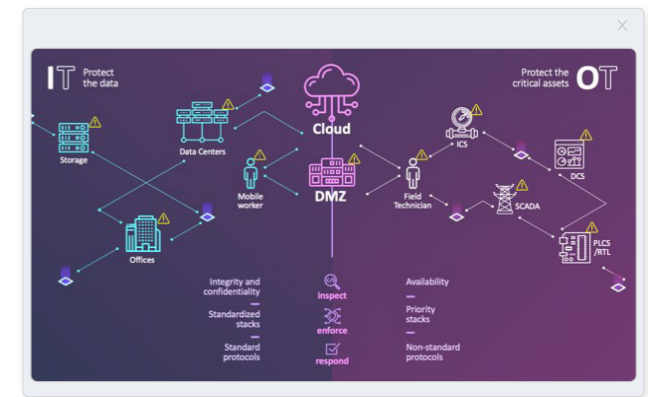 IT
Protect
the data
Protect the
critical assets
OT
Storage
Data Centers
Cloud
ICS
DCS
Mobile
worker
DMZ
Field
Technician
SCADA
Offices
PLCS
/RTL
Integrity and
confidentiality
inspect
Availability
Standardized
stacks
enforce
Priority
stacks
Standard
protocols
respond
Non-standard
protocols